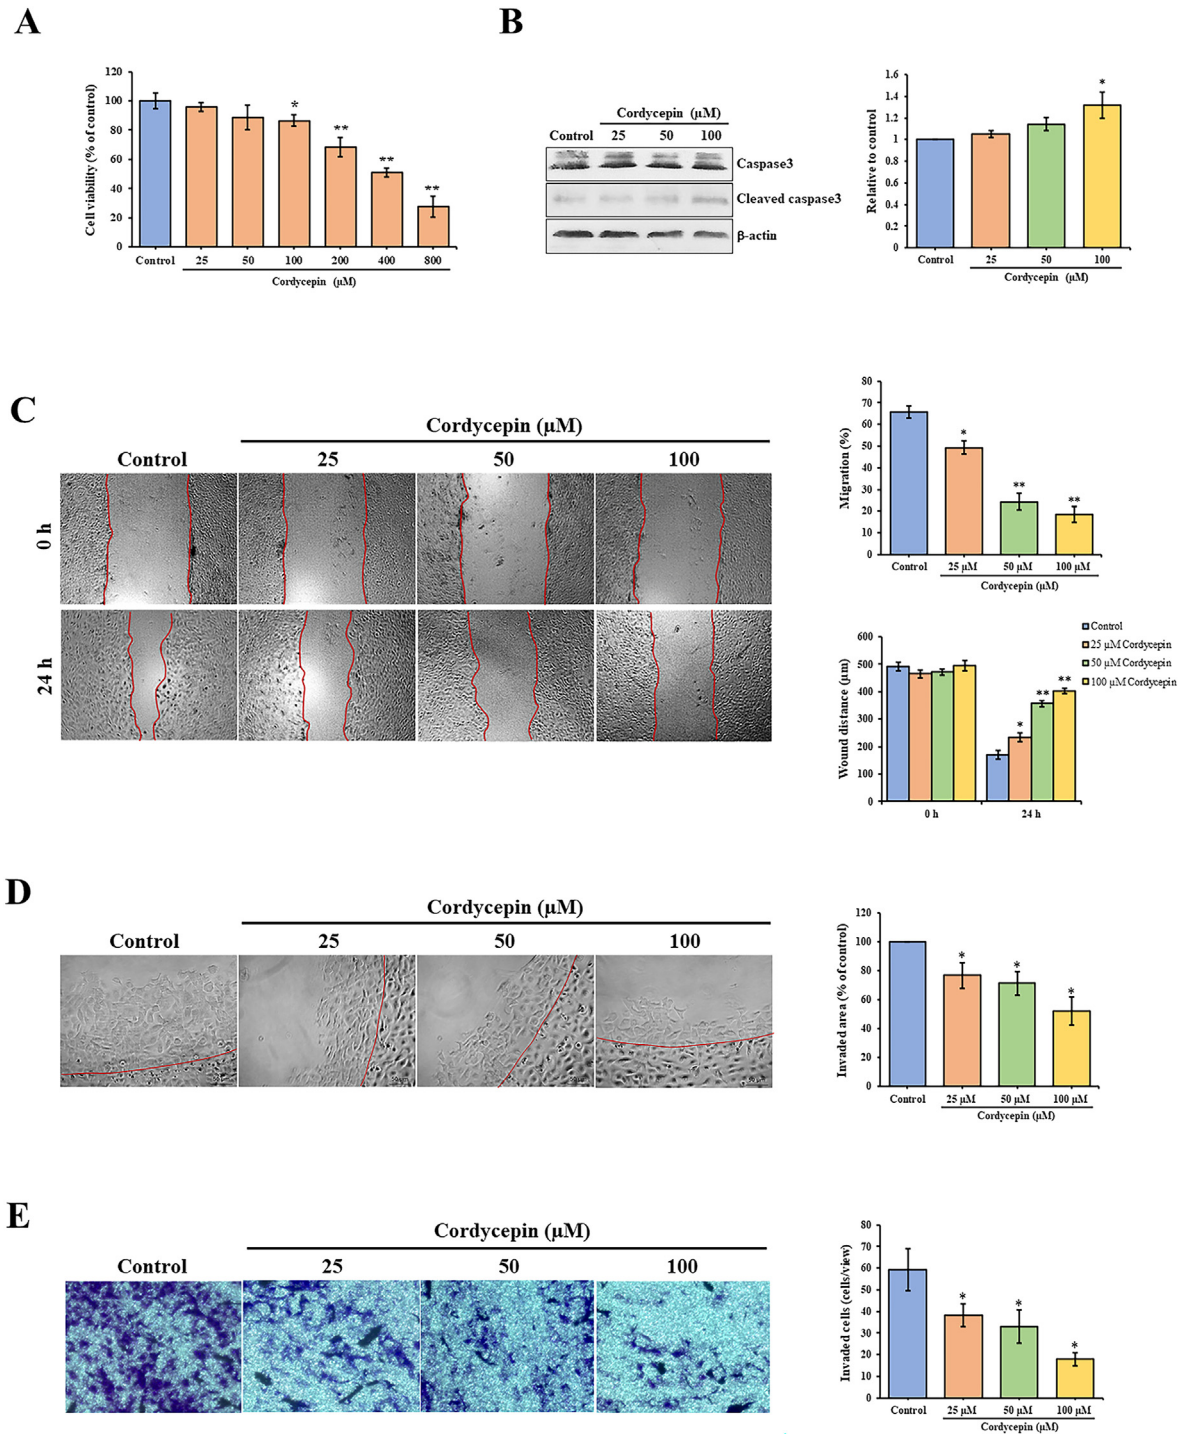 A
Cell viability (% of control)
120
100
80
60
40
20
0
*
**
**
**
Control 25 50 100 200 400 800
Cordycepin (μM)
B
Cordycepin (μM)
Control 25 50 100
Caspase3
Cleaved caspase3
β-actin
Relative to control
1.6
1.4
1.2
1
0.8
0.6
0.4
0.2
0
*
Control 25 50 100
Cordycepin (μM)
C
Cordycepin (μM)
Control 25 50 100
0 h
24 h
Migration (%)
80
70
60
50
40
30
20
10
0
*
**
**
Control 25 μM 50 μM 100 μM
Cordycepin (μM)
Wound distance (μm)
600
500
400
300
200
100
0
*
**
**
0 h 24 h
Control
25 μM Cordycepin
50 μM Cordycepin
100 μM Cordycepin
D
Cordycepin (μM)
Control 25 50 100
Invaded area (% of control)
120
100
80
60
40
20
0
*
*
*
Control 25 μM 50 μM 100 μM
Cordycepin (μM)
E
Cordycepin (μM)
Control 25 50 100
Invaded cells (cells/view)
80
70
60
50
40
30
20
10
0
*
*
*
Control 25 μM 50 μM 100 μM
Cordycepin (μM)